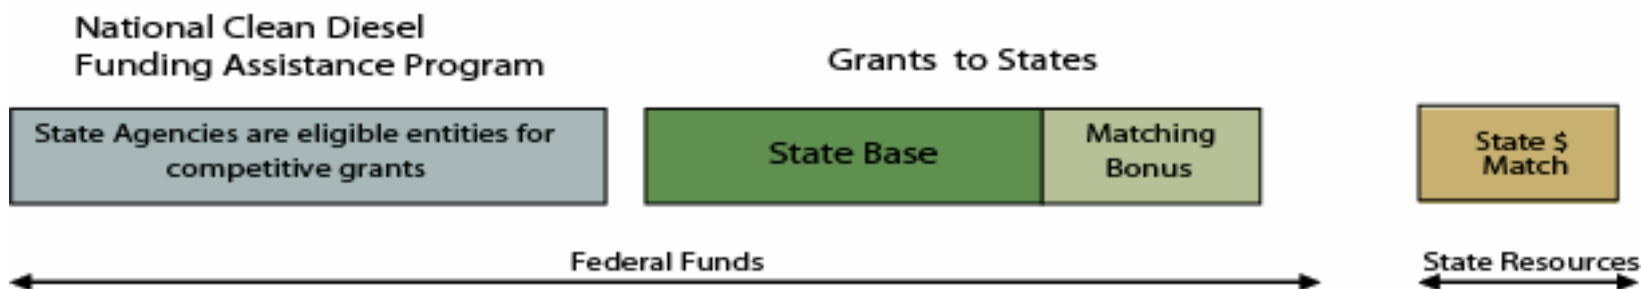 National Clean Diesel
Funding Assistance Program
Grants to States
State Agencies are eligible entities for
competitive grants
State Base
Matching
Bonus
State $
Match
Federal Funds
State Resources